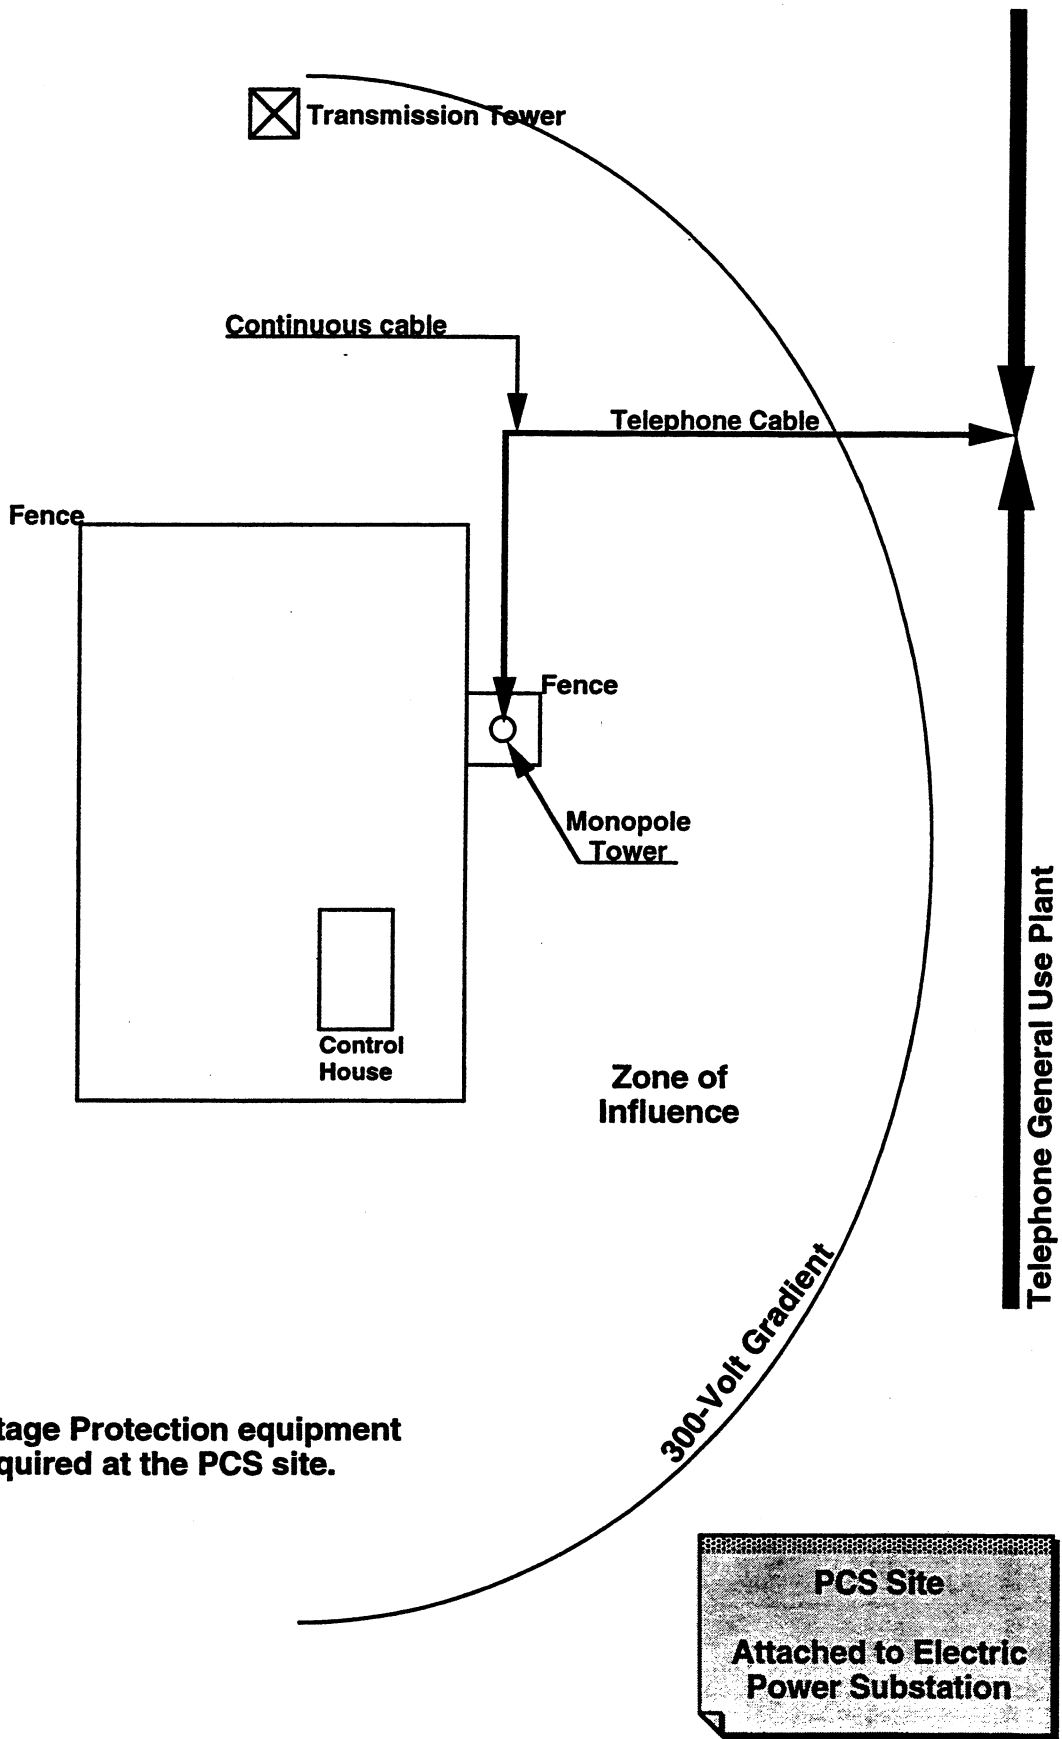 Transmission Tower
Continuous cable
Telephone Cable
Fence
Fence
Monopole
Tower
Control
House
Zone of
Influence
Telephone General Use Plant
300-Volt Gradient
tage Protection equipment
quired at the PCS site.
PCS Site
Attached to Electric
Power Substation